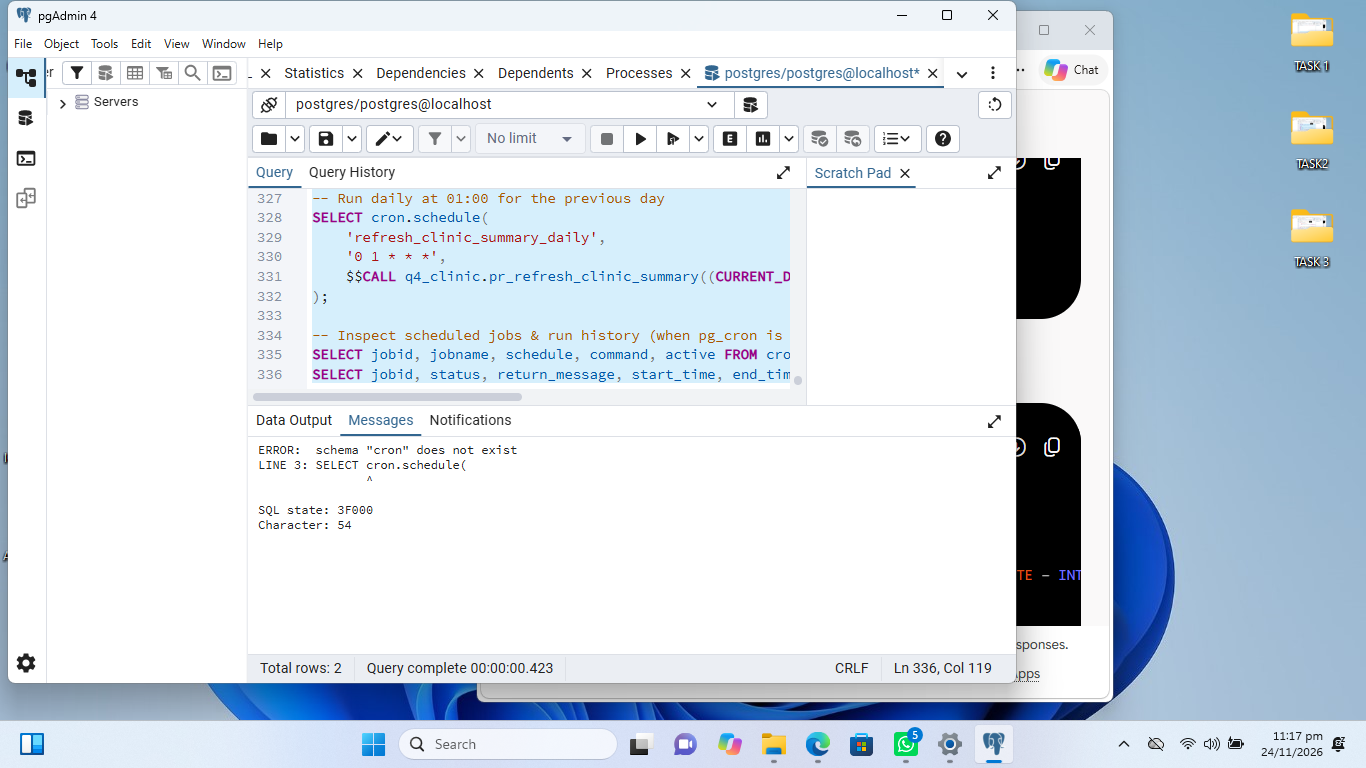 pgAdmin 4
File Object Tools Edit View Window Help
Servers
Statistics Dependencies Dependents Processes postgres/postgres@localhost*
postgres/postgres@localhost
No limit
E
Query Query History
Scratch Pad
327 -- Run daily at 01:00 for the previous day
328 SELECT cron.schedule(
329 'refresh_clinic_summary_daily',
330 '0 1 * * *',
331 $$CALL q4_clinic.pr_refresh_clinic_summary((CURRENT_D
332 );
333
334 -- Inspect scheduled jobs & run history (when pg_cron is
335 SELECT jobid, jobname, schedule, command, active FROM cro
336 SELECT jobid, status, return_message, start_time, end_tim
Data Output Messages Notifications
ERROR:  schema "cron" does not exist
LINE 3: SELECT cron.schedule(
^
SQL state: 3F000
Character: 54
Total rows: 2 Query complete 00:00:00.423 CRLF Ln 336, Col 119
Chat
TE - INT
sponses.
TASK 1
TASK2
TASK 3
Search
5
11:17 pm
24/11/2026